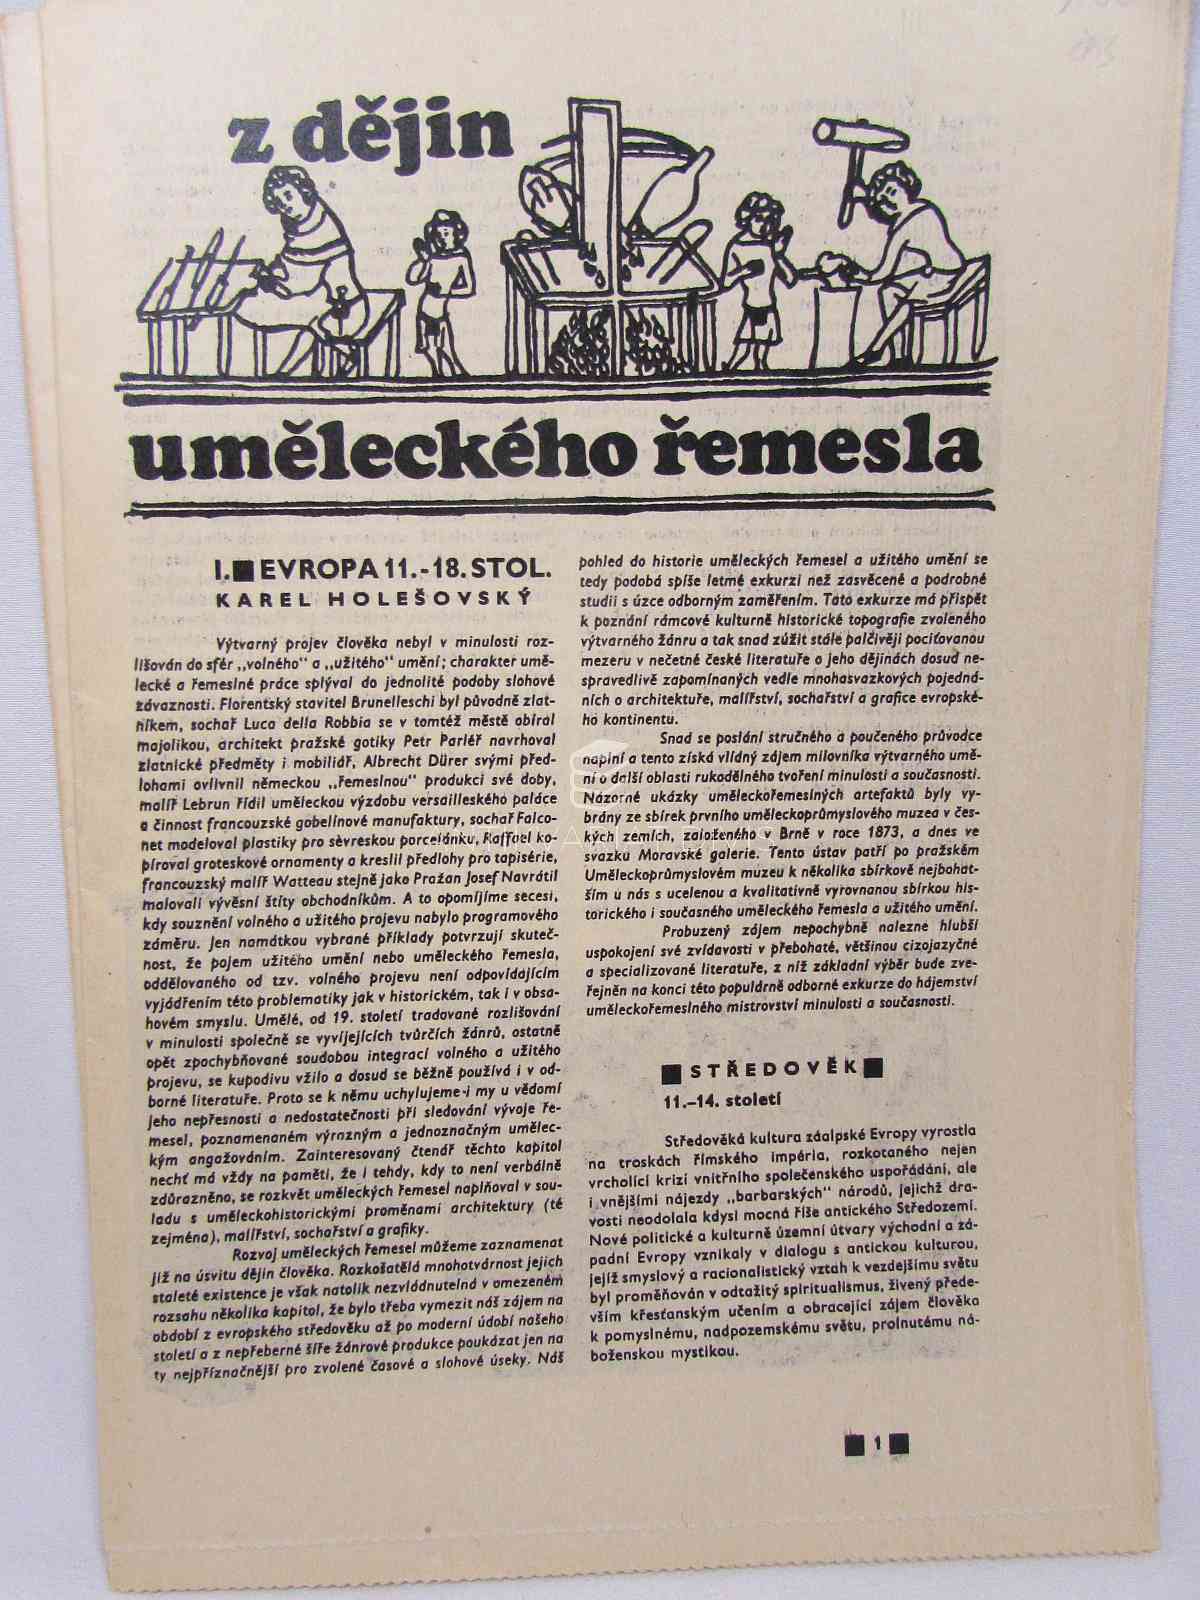 z dějin
uměleckého řemesla
I. ■ EVROPA 11.-18. STOL.
KAREL HOLEŠOVSKÝ
Výtvarný projev člověka nebyl v minulosti roz-
lišován do sfér „volného" a „užitého" umění; charakter umě-
lecké a řemeslné práce splýval do jednolité podoby slohové
závaznosti. Florentský stavitel Brunelleschi byl původně zlat-
níkem, sochař Luca della Robbia se v tomtéž městě obíral
majolikou, architekt pražské gotiky Petr Parléř navrhoval
zlatnické předměty i mobiliář, Albrecht Dürer svými před-
lohami ovlivnil německou „řemeslnou" produkci své doby,
malíř Lebrun řídil uměleckou výzdobu versailleského paláce
a činnost francouzské gobelínové manufaktury, sochař Falco-
net modeloval plastiky pro sèvreskou porcelánku, Raffael ko-
píroval groteskové ornamenty a kreslil předlohy pro tapisérie,
francouzský malíř Watteau stejně jako Pražan Josef Navrátil
malovali vývěsní štíty obchodníkům. A to opomíjíme secesi,
kdy souznění volného a užitého projevu nabylo programového
záměru. Jen namátkou vybrané příklady potvrzují skuteč-
nost, že pojem užitého umění nebo uměleckého řemesla,
oddělovaného od tzv. volného projevu není odpovídajícím
vyjádřením této problematiky jak v historickém, tak i v obsa-
hovém smyslu. Umělé, od 19. století tradované rozlišování
v minulosti společně se vyvíjejících tvůrčích žánrů, ostatně
opět zpochybňované soudobou integrací volného a užitého
projevu, se kupodivu vžilo a dosud se běžně používá i v od-
borné literatuře. Proto se k němu uchylujeme-i my u vědomí
jeho nepřesnosti a nedostatečnosti při sledování vývoje ře-
mesel, poznamenaném výrazným a jednoznačným umělec-
kým angažováním. Zainteresovaný čtenář těchto kapitol
nechť má vždy na paměti, že i tehdy, kdy to není verbálně
zdůrazněno, se rozkvět uměleckých řemesel naplňoval v sou-
ladu s uměleckohistorickými proměnami architektury (té
zejména), malířství, sochařství a grafiky.
Rozvoj uměleckých řemesel můžeme zaznamenat
již na úsvitu dějin člověka. Rozkošatělá mnohotvárnost jejich
staleté existence je však natolik nezvládnutelná v omezeném
rozsahu několika kapitol, že bylo třeba vymezit náš zájem na
období z evropského středověku až po moderní údobí našeho
století a z nepřeberné šíře žánrové produkce poukázat jen na
ty nejpříznačnější pro zvolené časové a slohové úseky. Náš
pohled do historie uměleckých řemesel a užitého umění se
tedy podobá spíše letmé exkurzi než zasvěcené a podrobné
studii s úzce odborným zaměřením. Tato exkurze má přispět
k poznání rámcové kulturně historické topografie zvoleného
výtvarného žánru a tak snad zúžit stále palčivěji pociťovanou
mezeru v nečetné české literatuře o jeho dějinách dosud ne-
spravedlivě zapomínaných vedle mnohasvazkových pojedná-
ních o architektuře, malířství, sochařství a grafice evropské-
ho kontinentu.
Snad se poslání stručného a poučeného průvodce
naplní a tento získá vlídný zájem milovníka výtvarného umě-
ní o další oblasti rukodělného tvoření minulosti a současnosti.
Názorné ukázky uměleckořemeslných artefaktů byly vy-
brány ze sbírek prvního uměleckoprůmyslového muzea v čes-
kých zemích, založeného v Brně v roce 1873, a dnes ve
svazku Moravské galerie. Tento ústav patří po pražském
Uměleckoprůmyslovém muzeu k několika sbírkově nejbohat-
ším u nás s ucelenou a kvalitativně vyrovnanou sbírkou his-
torického i současného uměleckého řemesla a užitého umění.
Probuzený zájem nepochybně nalezne hlubší
uspokojení své zvídavosti v přebohaté, většinou cizojazyčné
a specializované literatuře, z níž základní výběr bude zve-
řejněn na konci této populárně odborné exkurze do hájemství
uměleckořemeslného mistrovství minulosti a současnosti.
■ STŘEDOVĚK ■
11.–14. století
Středověká kultura záalpské Evropy vyrostla
na troskách římského impéria, rozkotaného nejen
vrcholící krizí vnitřního společenského uspořádání, ale
i vnějšími nájezdy „barbarských" národů, jejichž dra-
vosti neodolala kdysi mocná říše antického Středozemí.
Nové politické a kulturně územní útvary východní a zá-
padní Evropy vznikaly v dialogu s antickou kulturou,
jejíž smyslový a racionalistický vztah k vezdejšímu světu
byl proměňován v odtažitý spiritualismus, živený přede-
vším křesťanským učením a obracející zájem člověka
k pomyslnému, nadpozemskému světu, prolnutému ná-
boženskou mystikou.
■ 1 ■